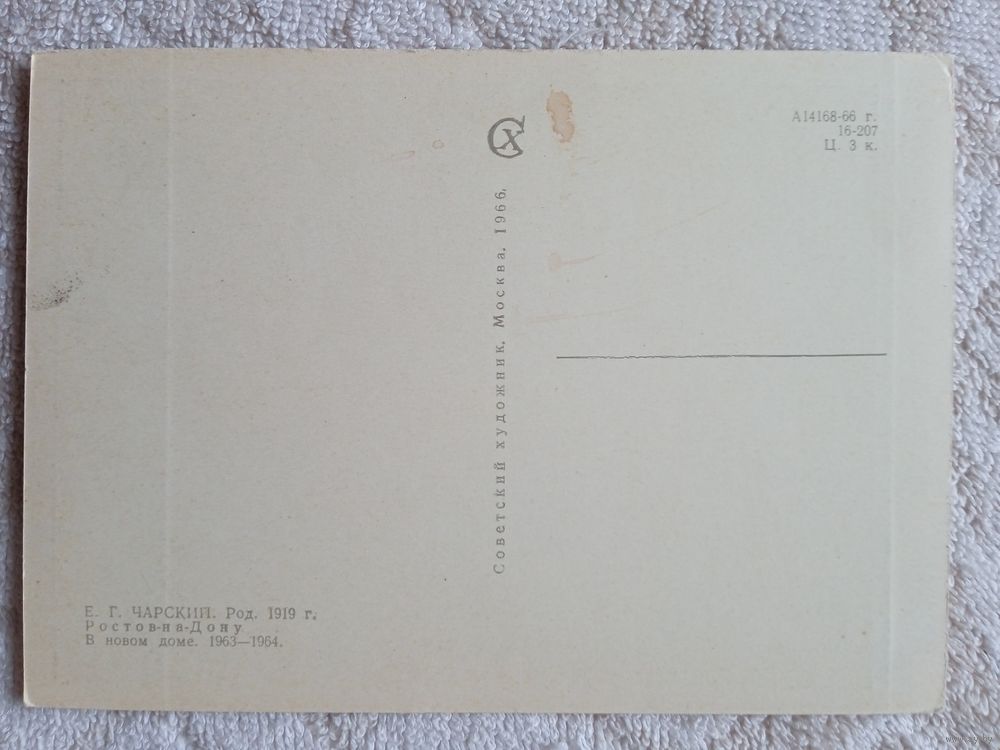 А14168-66 г.
16-207
Ц. 3 к.
СХ
Советский художник. Москва. 1966.
Е. Г. ЧАРСКИЙ. Род. 1919 г.
Ростов-на-Дону
В новом доме. 1963—1964.